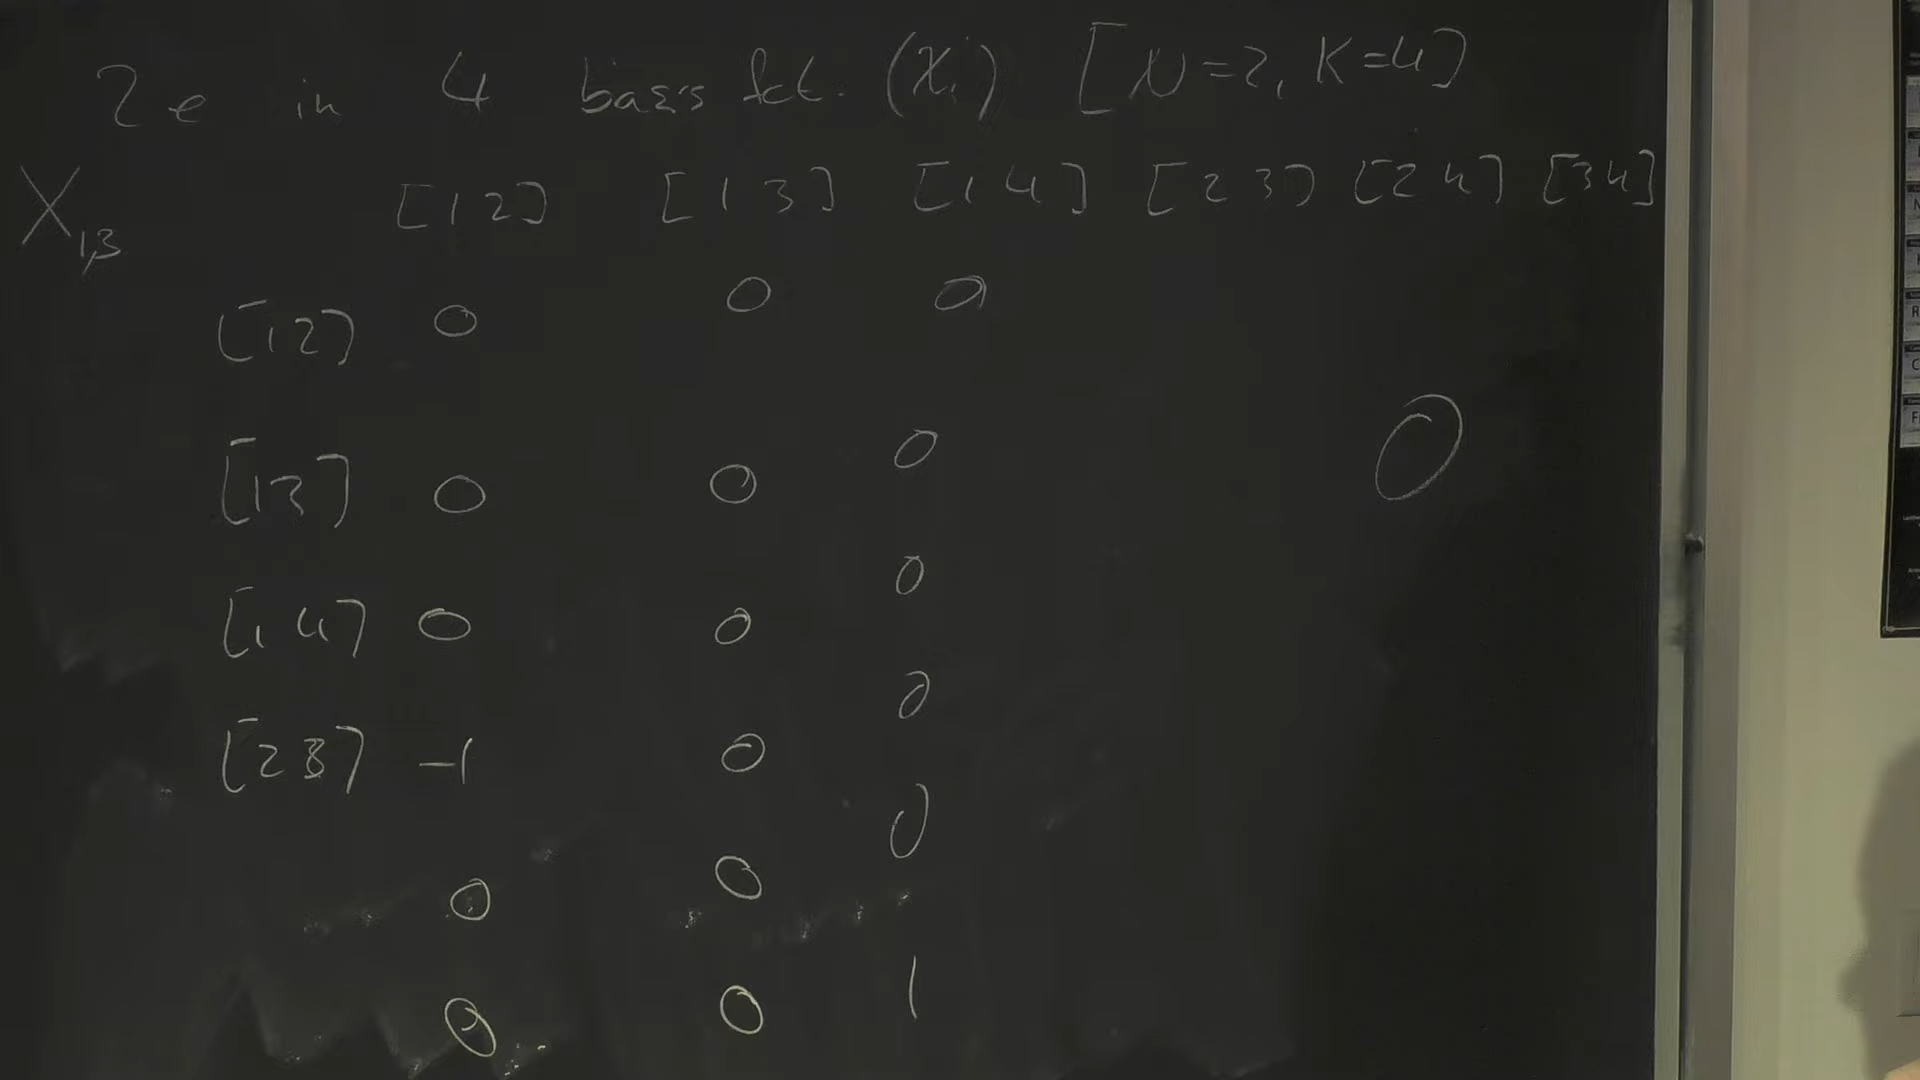 2e in 4 basis fct. (χᵢ) [N=2, K=4]
X₁,₃ [12] [13] [14] [23] [24] [34]
[12] 0 0 0
[13] 0 0 0 0
[14] 0 0 0
[23] -1 0 0
0 0 0
0 0 1